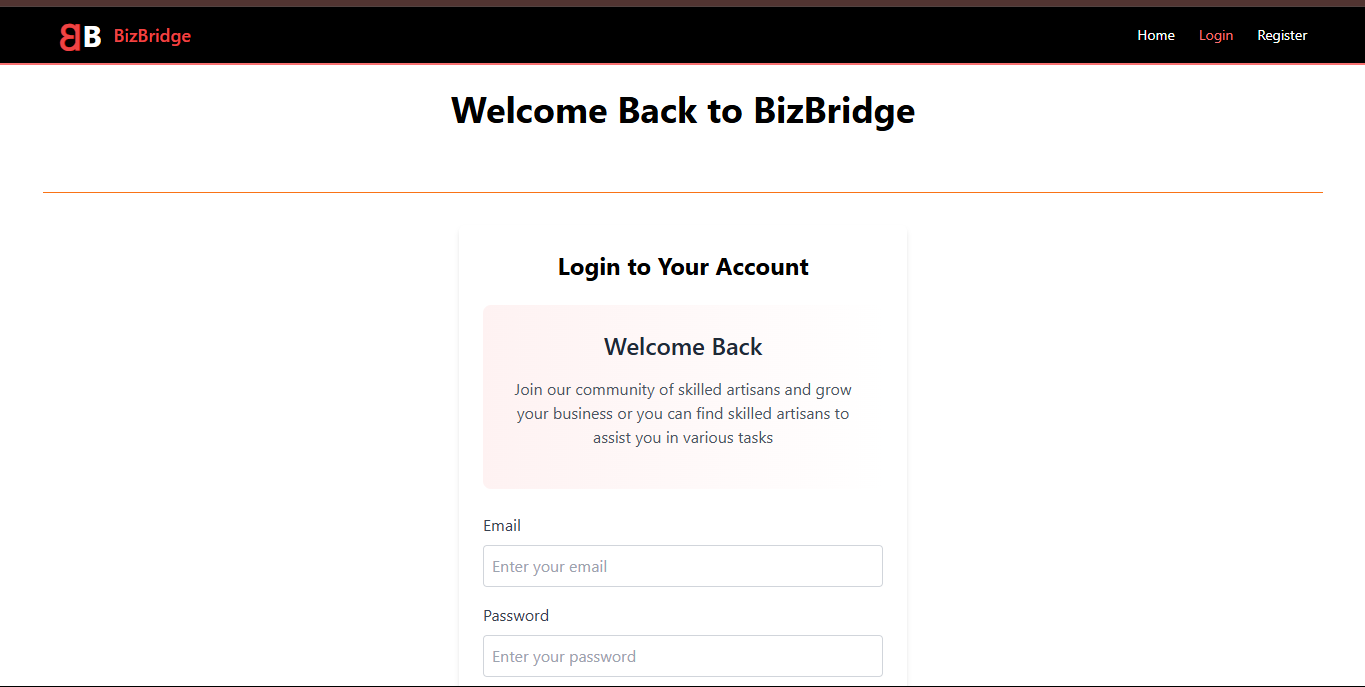 B BizBridge
Home
Login
Register
Welcome Back to BizBridge
Login to Your Account
Welcome Back
Join our community of skilled artisans and grow
your business or you can find skilled artisans to
assist you in various tasks
Email
Enter your email
Password
Enter your password